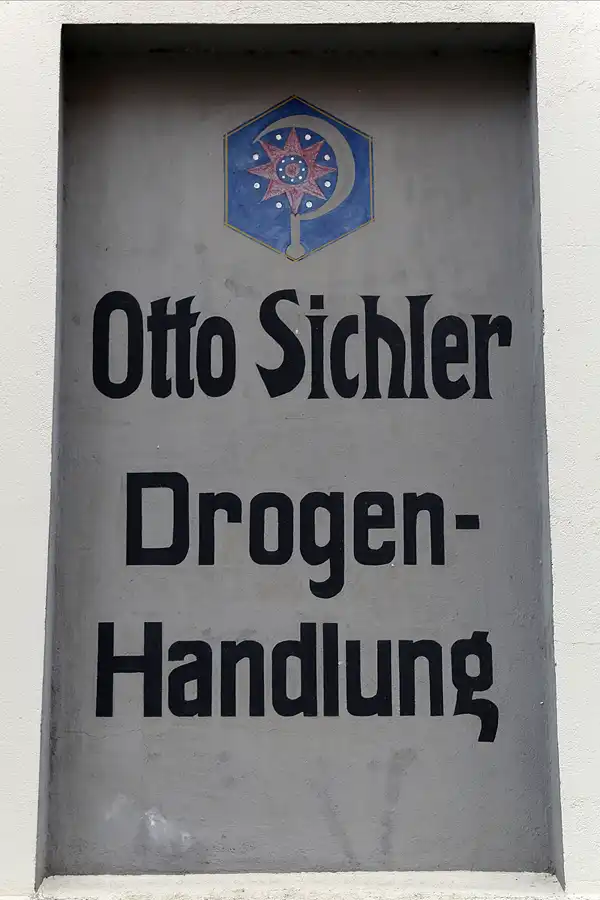 Otto Sichler
Drogen-
Handlung